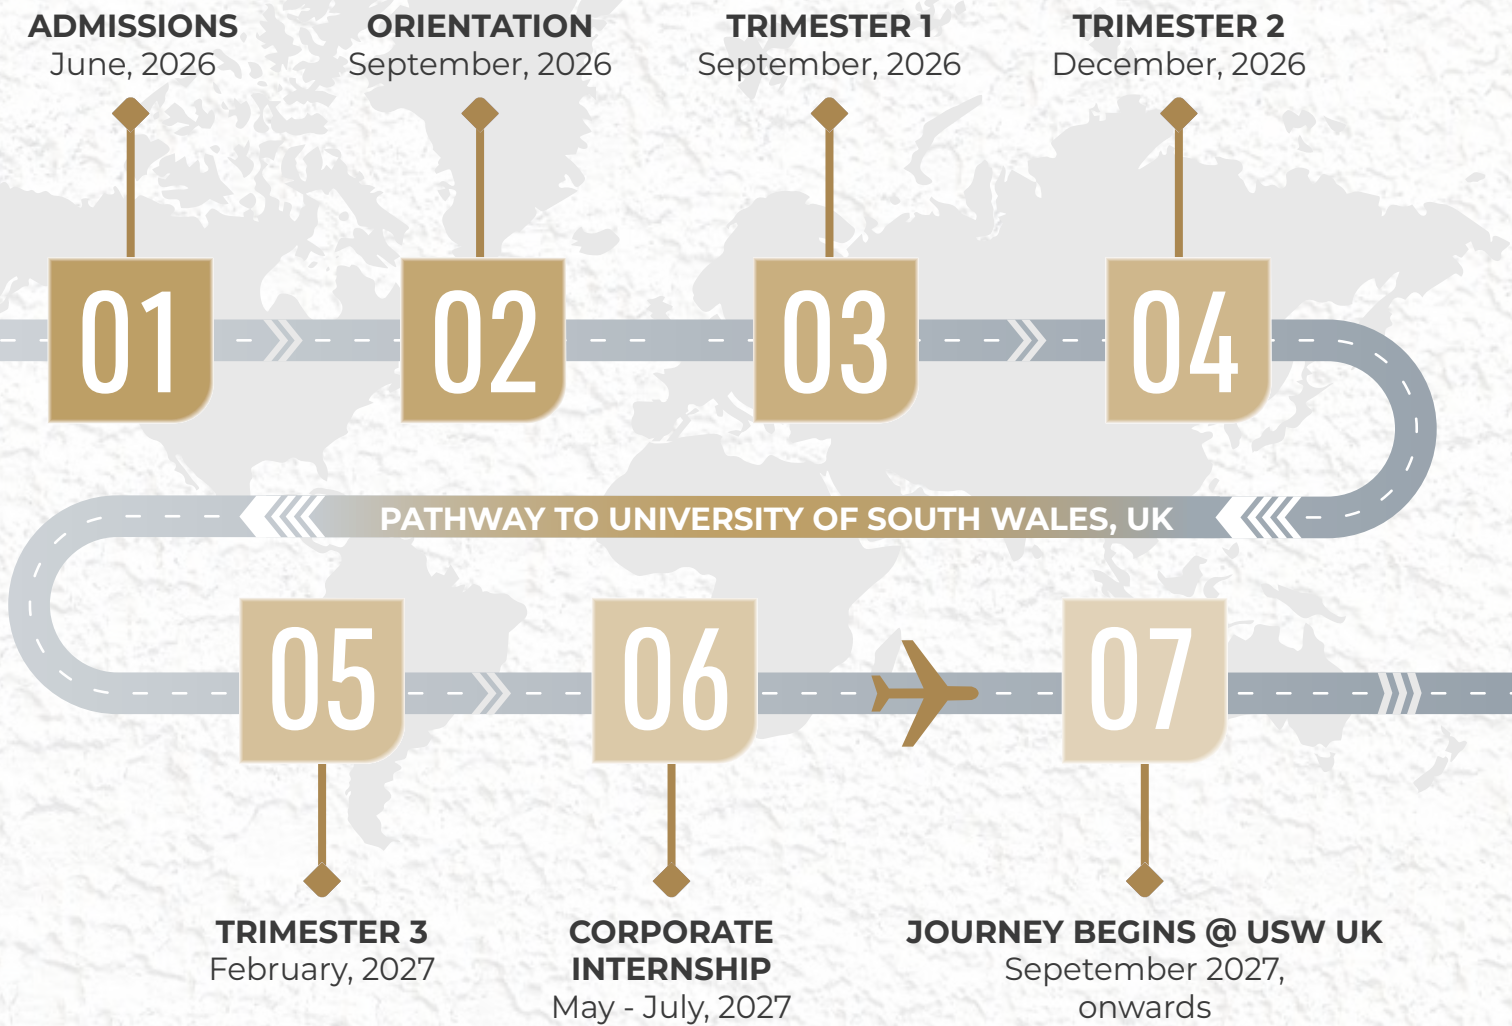 ADMISSIONS
June, 2026
ORIENTATION
September, 2026
TRIMESTER 1
September, 2026
TRIMESTER 2
December, 2026
01
02
03
04
PATHWAY TO UNIVERSITY OF SOUTH WALES, UK
05
06
07
TRIMESTER 3
February, 2027
CORPORATE
INTERNSHIP
May - July, 2027
JOURNEY BEGINS @ USW UK
Sepetember 2027,
onwards